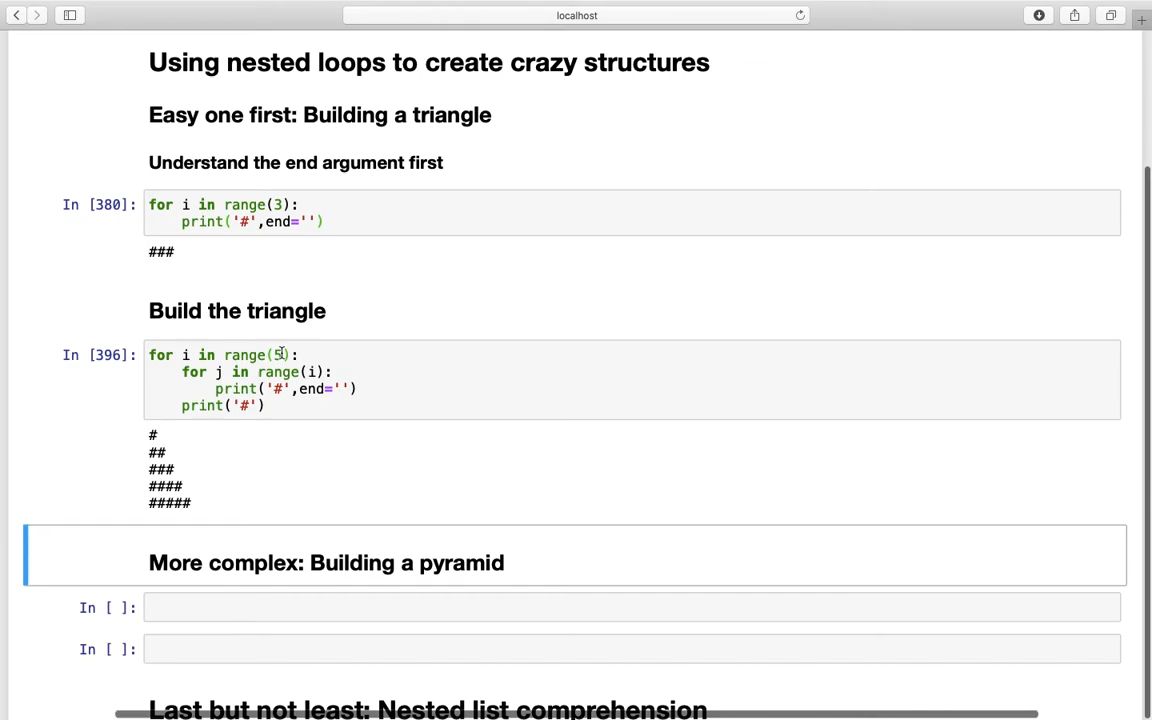 localhost
Using nested loops to create crazy structures
Easy one first: Building a triangle
Understand the end argument first
In [380]: for i in range(3):
    print('#',end='')
###
Build the triangle
In [396]: for i in range(5):
    for j in range(i):
        print('#',end='')
    print('#')
#
##
###
####
#####
More complex: Building a pyramid
In [ ]:
In [ ]:
Last but not least: Nested list comprehension